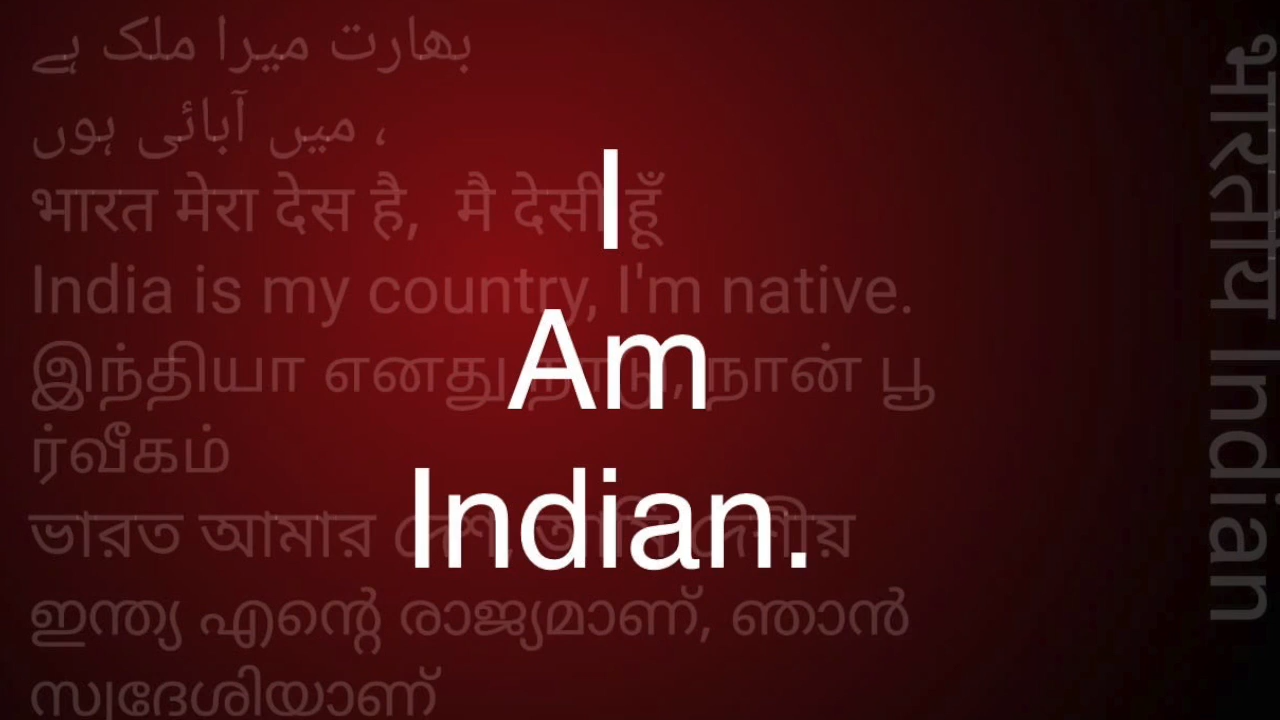 بھارت میرا ملک ہے
، میں آبائی ہوں
भारत मेरा देस है, मै देसी हूँ
India is my country, I'm native.
இந்தியா எனது நாடு, நான் பூ
ர்வீகம்
ভারত আমার দেশ, আমি দেশীয়
ഇന്ത്യ എന്റെ രാജ്യമാണ്, ഞാൻ
സ്വദേശിയാണ്
I
Am
Indian.
भारतीय Indian